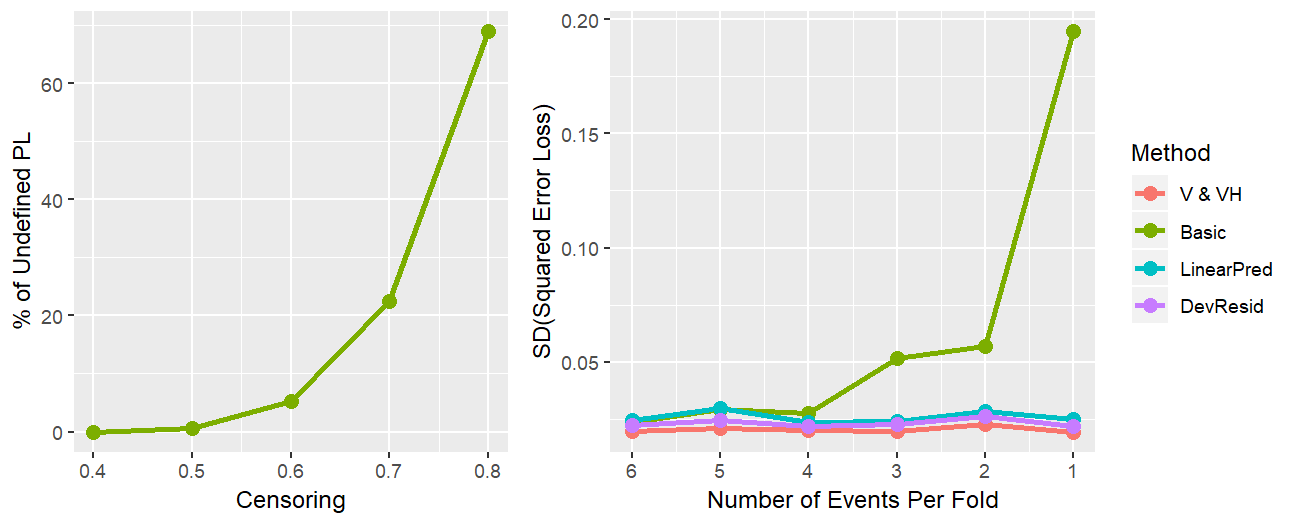 % of Undefined PL
60
40
20
0
0.4 0.5 0.6 0.7 0.8
Censoring
SD(Squared Error Loss)
0.20
0.15
0.10
0.05
6 5 4 3 2 1
Number of Events Per Fold
Method
V & VH
Basic
LinearPred
DevResid